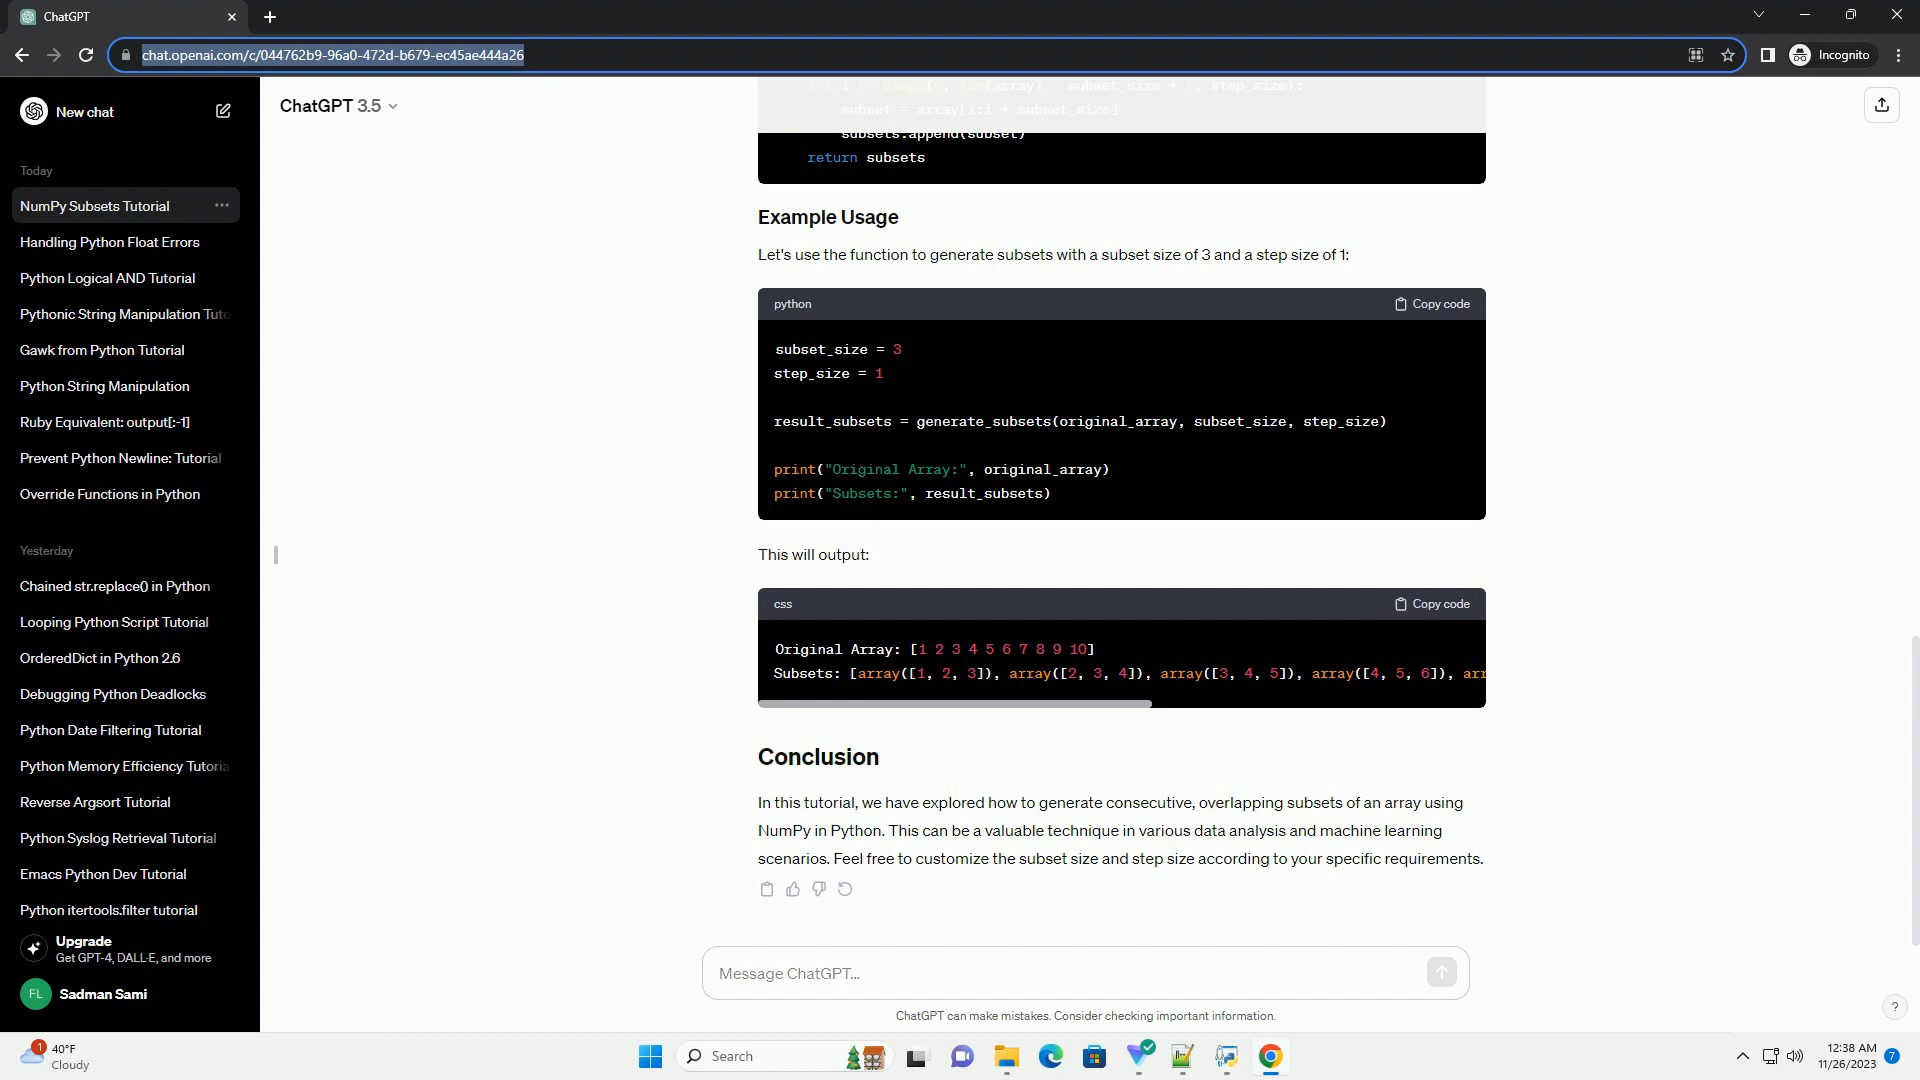 ChatGPT
chat.openai.com/c/044762b9-96a0-472d-b679-ec45ae444a26
Incognito
New chat
Today
NumPy Subsets Tutorial
Handling Python Float Errors
Python Logical AND Tutorial
Pythonic String Manipulation Tuto
Gawk from Python Tutorial
Python String Manipulation
Ruby Equivalent: output[:-1]
Prevent Python Newline: Tutorial
Override Functions in Python
Yesterday
Chained str.replace() in Python
Looping Python Script Tutorial
OrderedDict in Python 2.6
Debugging Python Deadlocks
Python Date Filtering Tutorial
Python Memory Efficiency Tutoria
Reverse Argsort Tutorial
Python Syslog Retrieval Tutorial
Emacs Python Dev Tutorial
Python itertools.filter tutorial
Upgrade
Get GPT-4, DALL·E, and more
FL
Sadman Sami
ChatGPT 3.5
subset = array[i:i + subset_size]
subsets.append(subset)
return subsets
Example Usage
Let's use the function to generate subsets with a subset size of 3 and a step size of 1:
python
Copy code
subset_size = 3
step_size = 1
result_subsets = generate_subsets(original_array, subset_size, step_size)
print("Original Array:", original_array)
print("Subsets:", result_subsets)
This will output:
css
Copy code
Original Array: [1 2 3 4 5 6 7 8 9 10]
Subsets: [array([1, 2, 3]), array([2, 3, 4]), array([3, 4, 5]), array([4, 5, 6]), arr
Conclusion
In this tutorial, we have explored how to generate consecutive, overlapping subsets of an array using
NumPy in Python. This can be a valuable technique in various data analysis and machine learning
scenarios. Feel free to customize the subset size and step size according to your specific requirements.
Message ChatGPT...
ChatGPT can make mistakes. Consider checking important information.
?
1
40°F
Cloudy
Search
12:38 AM
11/26/2023
7